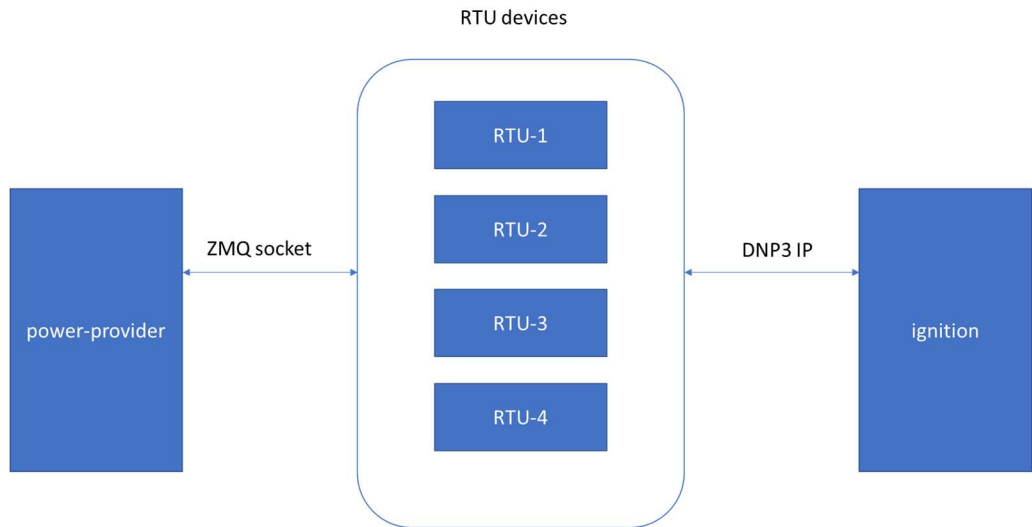 RTU devices
RTU-1
RTU-2
ZMQ socket
DNP3 IP
RTU-3
power-provider
ignition
RTU-4